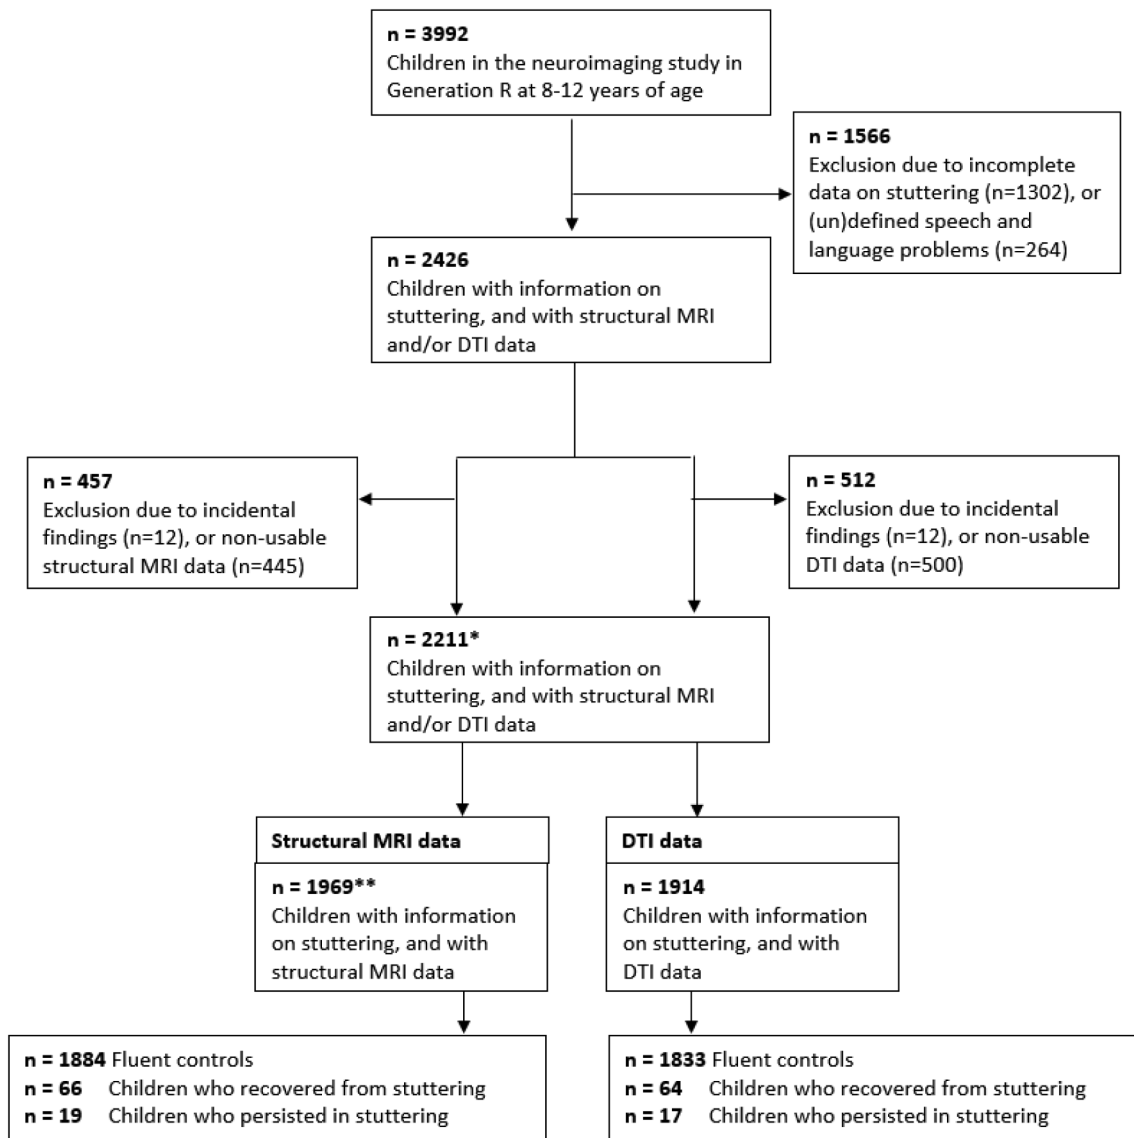 n = 3992
Children in the neuroimaging study in
Generation R at 8-12 years of age
n = 1566
Exclusion due to incomplete
data on stuttering (n=1302), or
(un)defined speech and
language problems (n=264)
n = 2426
Children with information on
stuttering, and with structural MRI
and/or DTI data
n = 457
Exclusion due to incidental
findings (n=12), or non-usable
structural MRI data (n=445)
n = 512
Exclusion due to incidental
findings (n=12), or non-usable
DTI data (n=500)
n = 2211*
Children with information on
stuttering, and with structural MRI
and/or DTI data
Structural MRI data
n = 1969**
Children with information
on stuttering, and with
structural MRI data
DTI data
n = 1914
Children with information
on stuttering, and with
DTI data
n = 1884 Fluent controls
n = 66 Children who recovered from stuttering
n = 19 Children who persisted in stuttering
n = 1833 Fluent controls
n = 64 Children who recovered from stuttering
n = 17 Children who persisted in stuttering